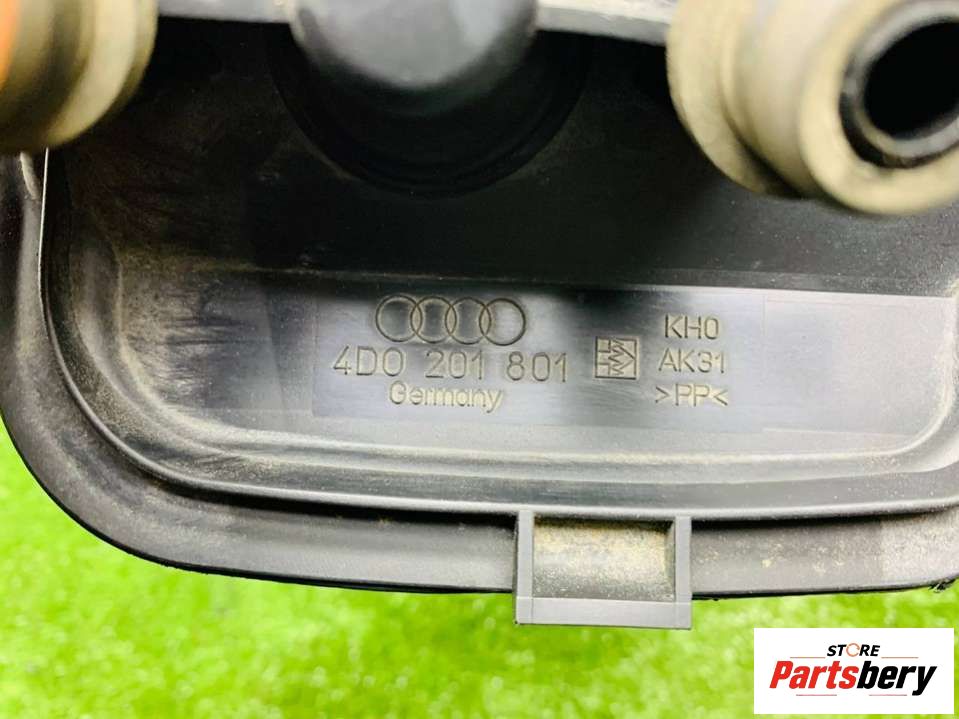 4D0 201 801
Germany
KH0
AK31
>PP<
STORE
Partsbery